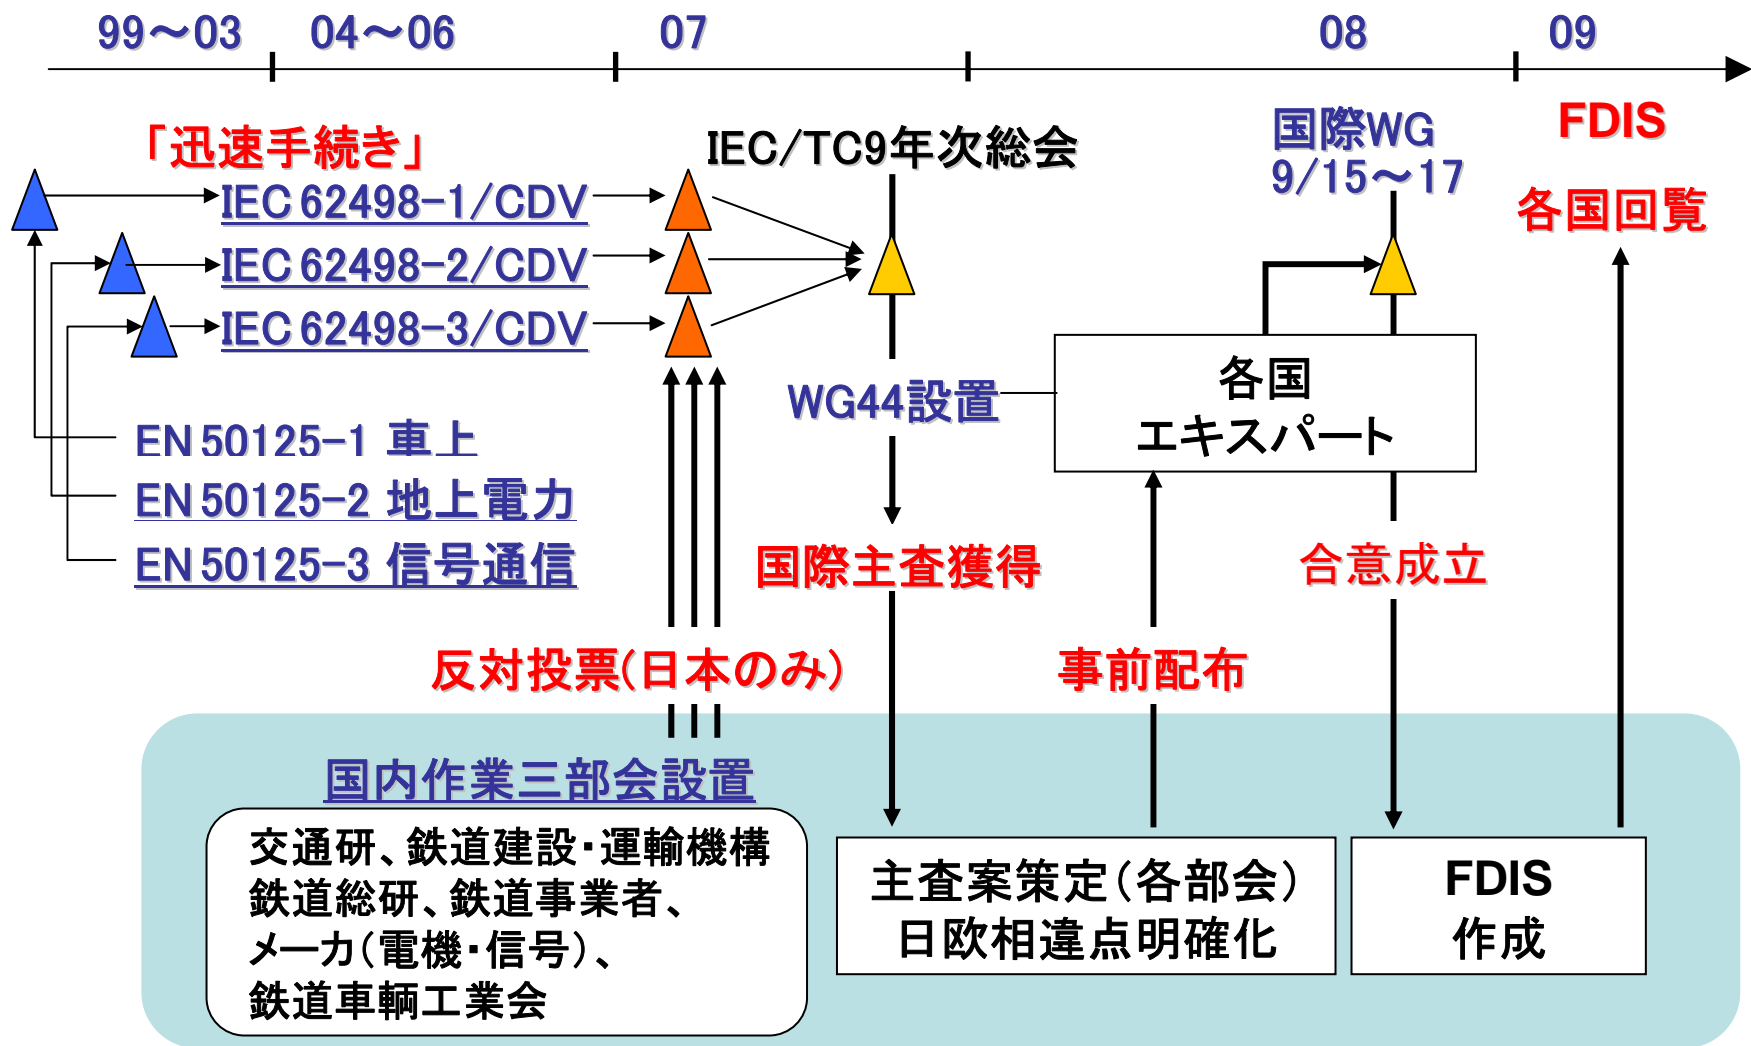 99～03
04～06
07
08
09
「迅速手続き」
IEC 62498-1/CDV
IEC 62498-2/CDV
IEC 62498-3/CDV
EN 50125-1 車上
EN 50125-2 地上電力
EN 50125-3 信号通信
IEC/TC9年次総会
WG44設置
国際主査獲得
国際WG
9/15～17
各国
エキスパート
合意成立
FDIS
各国回覧
反対投票(日本のみ)
事前配布
国内作業三部会設置
交通研、鉄道建設・運輸機構
鉄道総研、鉄道事業者、
メーカ(電機・信号)、
鉄道車輌工業会
主査案策定(各部会)
日欧相違点明確化
FDIS
作成